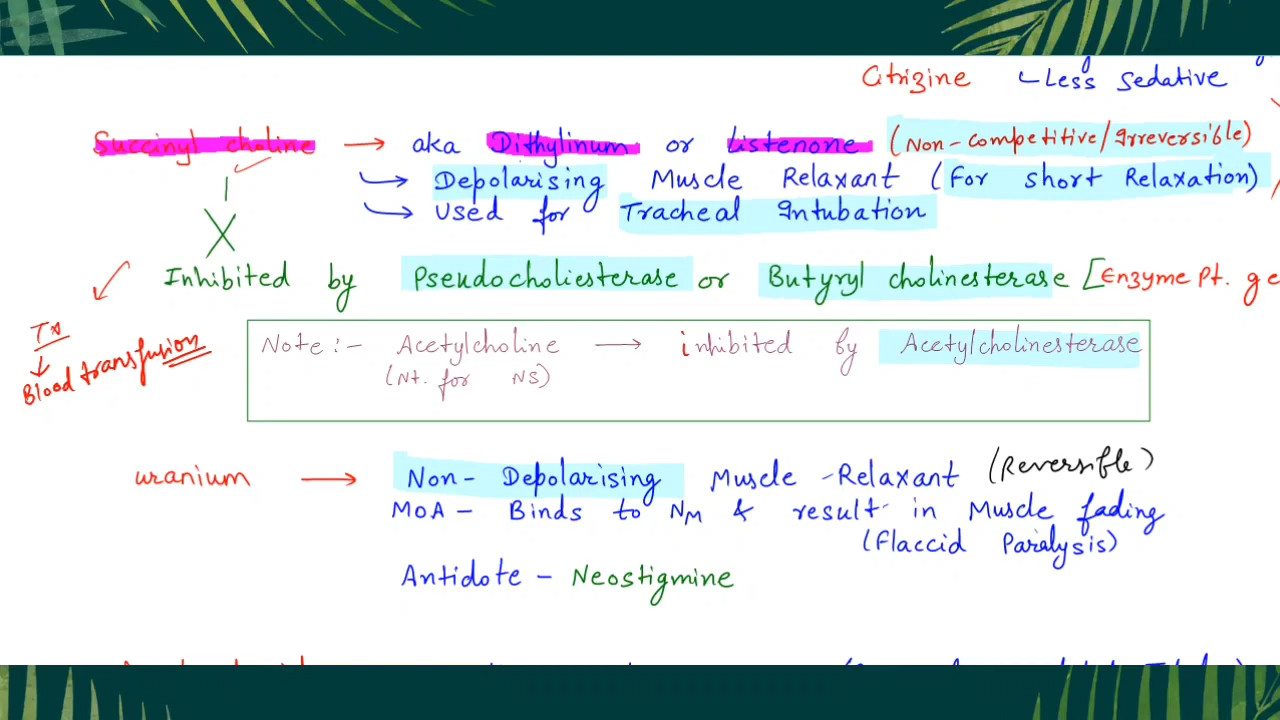 Citrizine ↳ Less sedative
Succinyl choline → aka Dithylinum or Listenone (Non-competitive/Irreversible)
↳ Depolarising Muscle Relaxant (For short Relaxation)
↳ Used for Tracheal Intubation
Inhibited by Pseudocholiesterase or Butyryl cholinesterase [Enzyme Pt. ge
Tx
↓
Blood transfusion
Note:- Acetylcholine → inhibited by Acetylcholinesterase
(Nt. for NS)
uranium → Non-Depolarising Muscle-Relaxant (Reversible)
MOA - Binds to NM & result in Muscle fading
(Flaccid Paralysis)
Antidote - Neostigmine